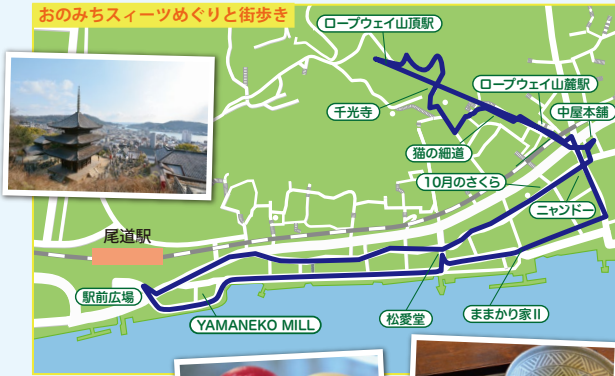 おのみちスィーツめぐりと街歩き
ロープウェイ山頂駅
ロープウェイ山麓駅
千光寺
中屋本舗
猫の細道
10月のさくら
ニャンドー
尾道駅
駅前広場
YAMANEKO MILL
松愛堂
ままかり家Ⅱ